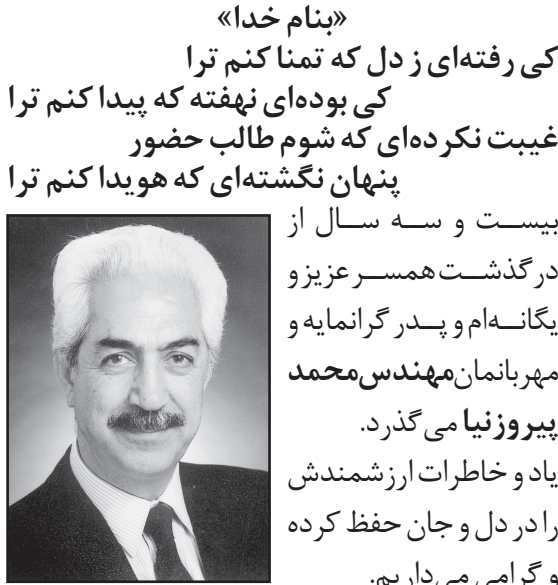 «بنام خدا»
کی رفته‌ای ز دل که تمنا کنم ترا
کی بوده‌ای نهفته که پیدا کنم ترا
غیبت نکرده‌ای که شوم طالب حضور
پنهان نگشته‌ای که هویدا کنم ترا
بیست و سه سال از
درگذشت همسر عزیز و
یگانه‌ام و پدر گرانمایه و
مهربانمان مهندس محمد
پیروزنیا می‌گذرد.
یاد و خاطرات ارزشمندش
را در دل و جان حفظ کرده
و گرامی می‌داریم.